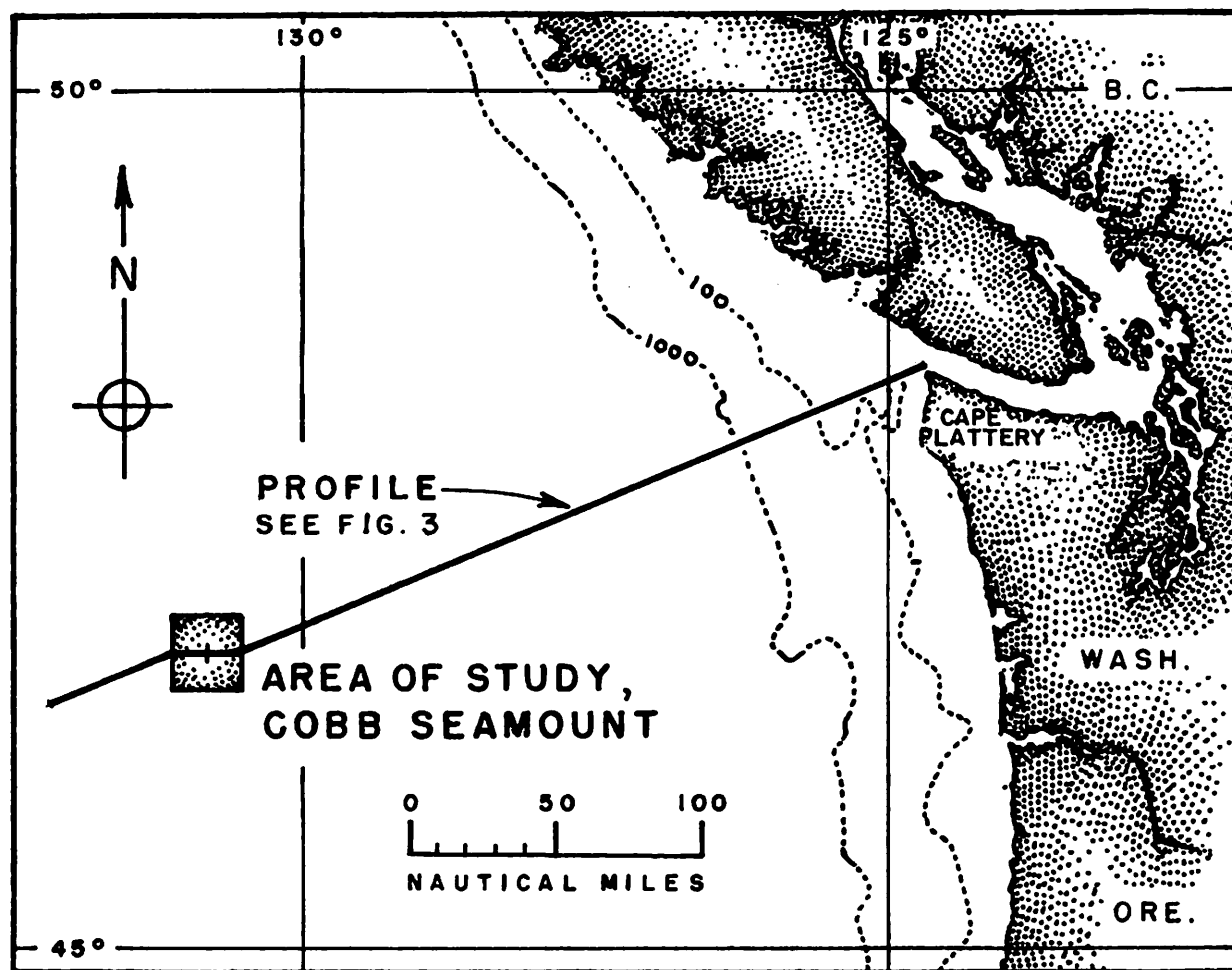 130°
125°
50°
B. C.
N
100
1000
CAPE
PLATTERY
PROFILE
SEE FIG. 3
AREA OF STUDY,
COBB SEAMOUNT
WASH.
0 50 100
NAUTICAL MILES
ORE.
45°